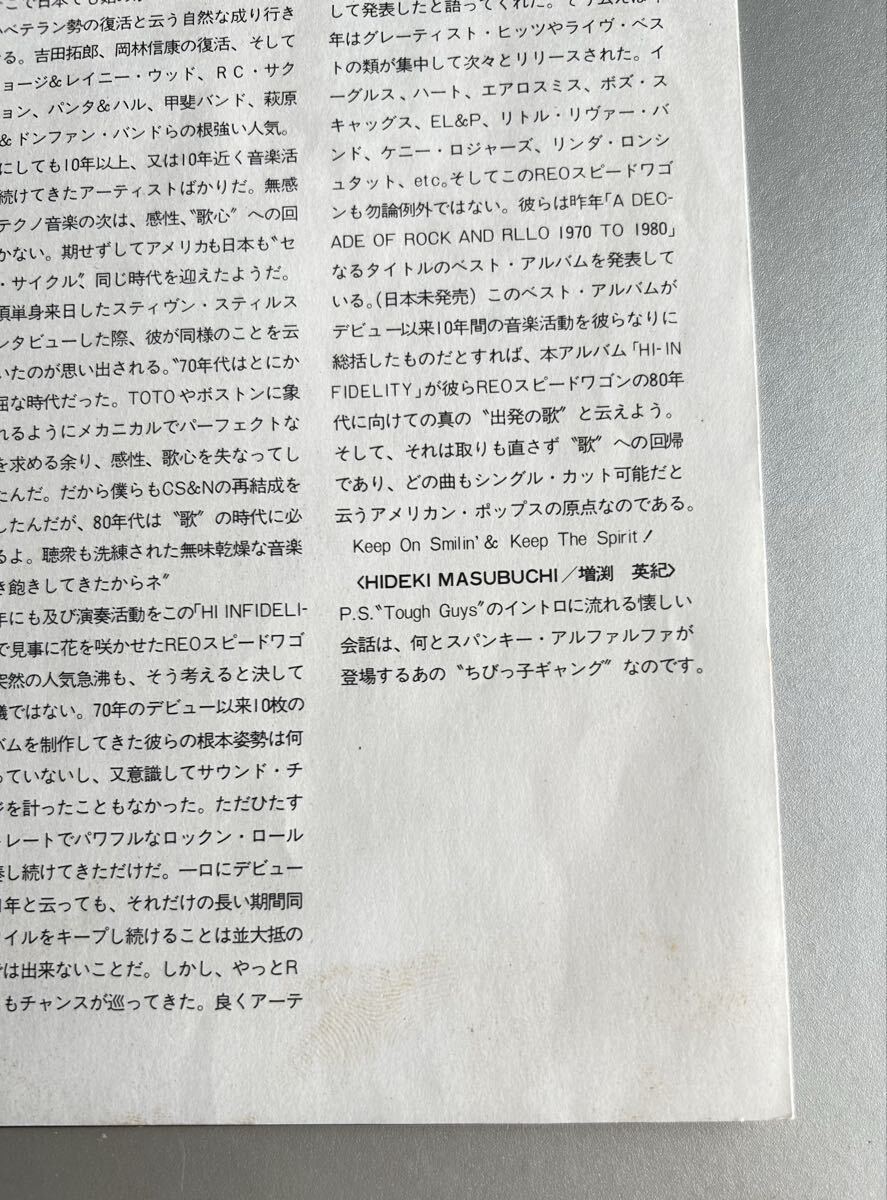 こで日本でも
ベテラン勢の復活と云う自然な成り行き
る。吉田拓郎、岡林信康の復活、そして
ョージ&レイニー・ウッド、RC・サク
ョン、パンタ&ハル、甲斐バンド、萩原
&ドンファン・バンドらの根強い人気。
にしても10年以上、又は10年近く音楽活
続けてきたアーティストばかりだ。無感
テクノ音楽の次は、感性、〝歌心〟への回
かない。期せずしてアメリカも日本も〝セ
・サイクル〟、同じ時代を迎えたようだ。
頃単身来日したスティヴン・スティルス
ンタビューした際、彼が同様のことを云
いたのが思い出される。〝70年代はとにか
屈な時代だった。TOTOやボストンに象
れるようにメカニカルでパーフェクトな
を求める余り、感性、歌心を失なってし
たんだ。だから僕らもCS&Nの再結成を
したんだが、80年代は〝歌〟の時代に必
るよ。聴衆も洗練された無味乾燥な音楽
き飽きしてきたからネ〟
年にも及び演奏活動をこの「HI INFIDELI-
で見事に花を咲かせたREOスピードワゴ
突然の人気急沸も、そう考えると決して
議ではない。70年のデビュー以来10枚の
バムを制作してきた彼らの根本姿勢は何
っていないし、又意識してサウンド・チ
ジを計ったこともなかった。ただひたす
トレートでパワフルなロックン・ロール
奏し続けてきただけだ。一口にデビュー
1年と云っても、それだけの長い期間同
イルをキープし続けることは並大抵の
では出来ないことだ。しかし、やっとR
もチャンスが巡ってきた。良くアーテ
して発表したと語ってくれた。
年はグレーティスト・ヒッツやライヴ・ベス
トの類が集中して次々とリリースされた。イ
ーグルス、ハート、エアロスミス、ボズ・ス
キャッグス、EL&P、リトル・リヴァー・バ
ンド、ケニー・ロジャーズ、リンダ・ロンシ
ュタット、etc。そしてこのREOスピードワゴ
ンも勿論例外ではない。彼らは昨年「A DEC-
ADE OF ROCK AND RLLO 1970 TO 1980」
なるタイトルのベスト・アルバムを発表して
いる。(日本未発売) このベスト・アルバムが
デビュー以来10年間の音楽活動を彼らなりに
総括したものだとすれば、本アルバム「HI-IN
FIDELITY」が彼らREOスピードワゴンの80年
代に向けての真の〝出発の歌〟と云えよう。
そして、それは取りも直さず〝歌〟への回帰
であり、どの曲もシングル・カット可能だと
云うアメリカン・ポップスの原点なのである。
Keep On Smilin' & Keep The Spirit!
〈HIDEKI MASUBUCHI/増渕 英紀〉
P.S.〝Tough Guys〟のイントロに流れる懐しい
会話は、何とスパンキー・アルファルファが
登場するあの〝ちびっ子ギャング〟なのです。